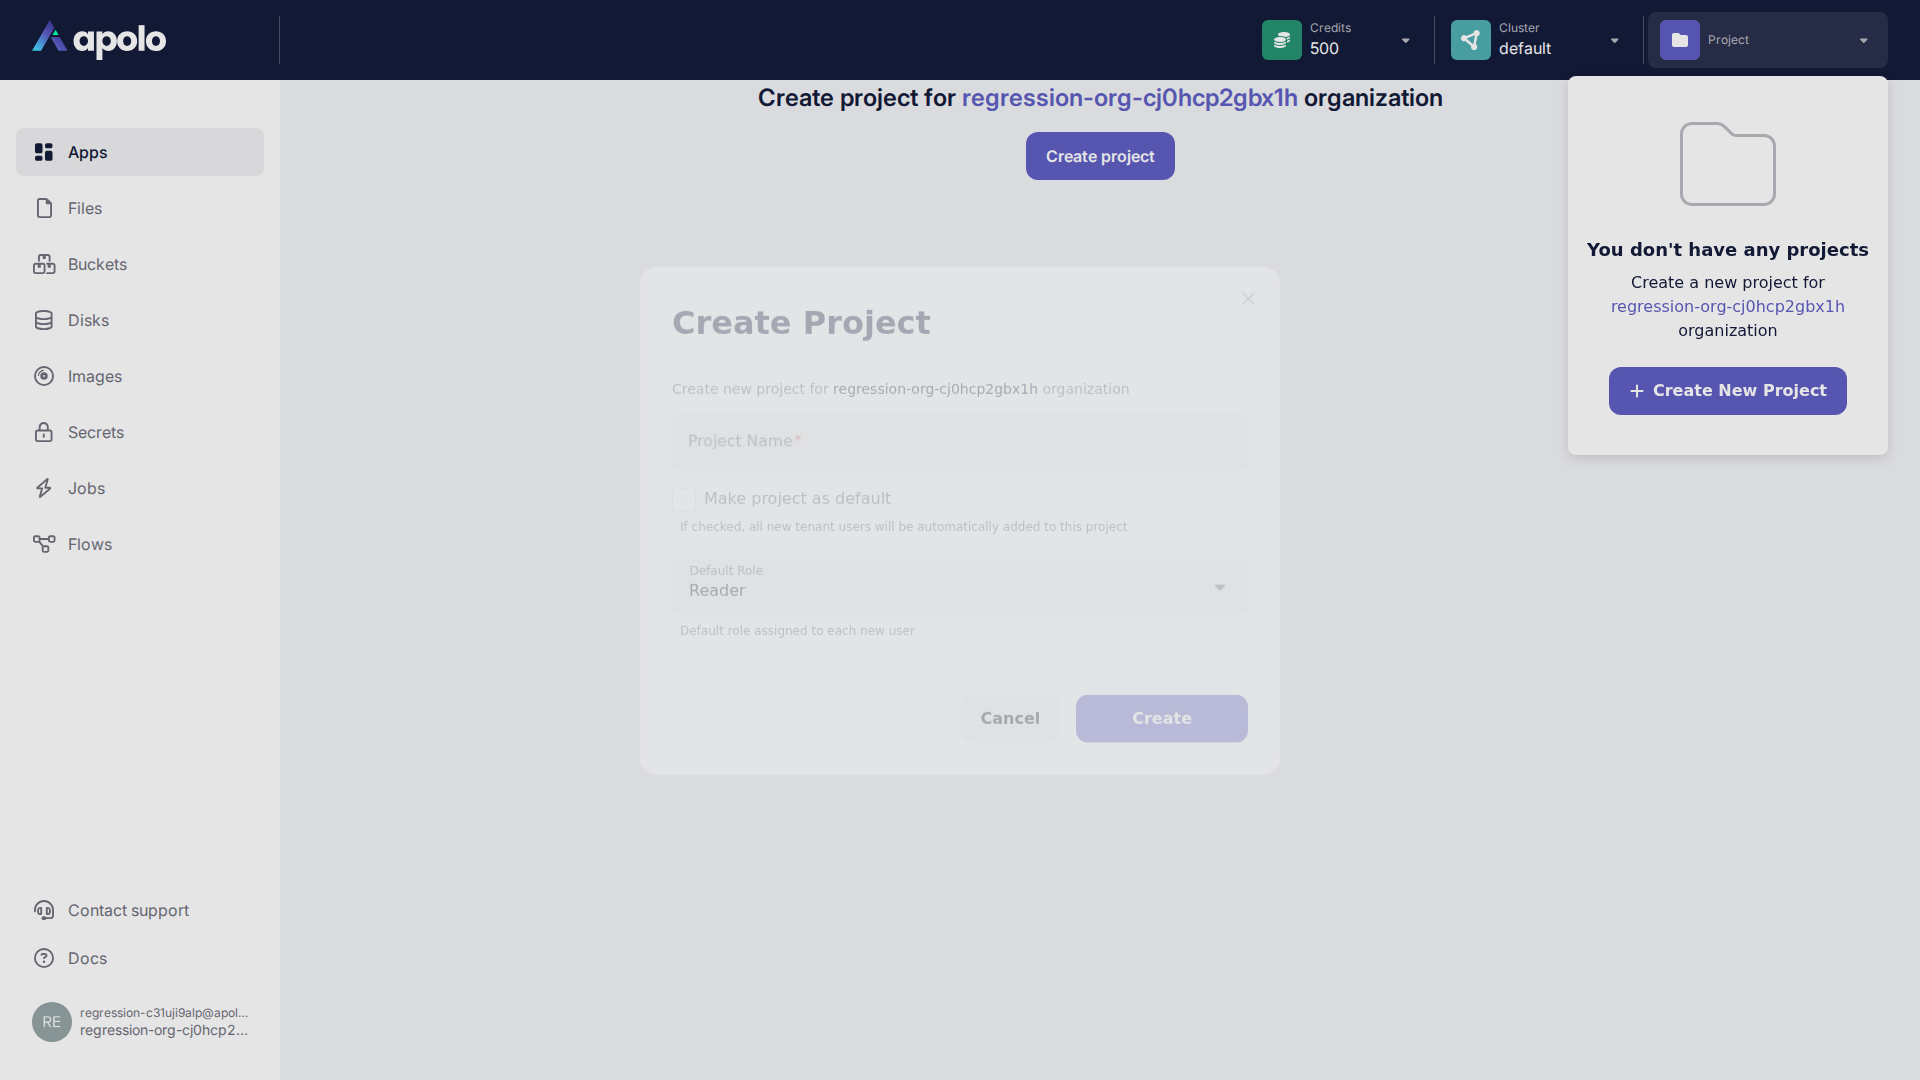 apolo
Credits
500
Cluster
default
Project
Create project for regression-org-cj0hcp2gbx1h organization
Create project
Apps
Files
Buckets
Disks
Images
Secrets
Jobs
Flows
You don't have any projects
Create a new project for
regression-org-cj0hcp2gbx1h
organization
+ Create New Project
Create Project
Create new project for regression-org-cj0hcp2gbx1h organization
Project Name*
Make project as default
If checked, all new tenant users will be automatically added to this project
Default Role
Reader
Default role assigned to each new user
Cancel
Create
Contact support
Docs
RE
regression-c31uji9alp@apol...
regression-org-cj0hcp2...